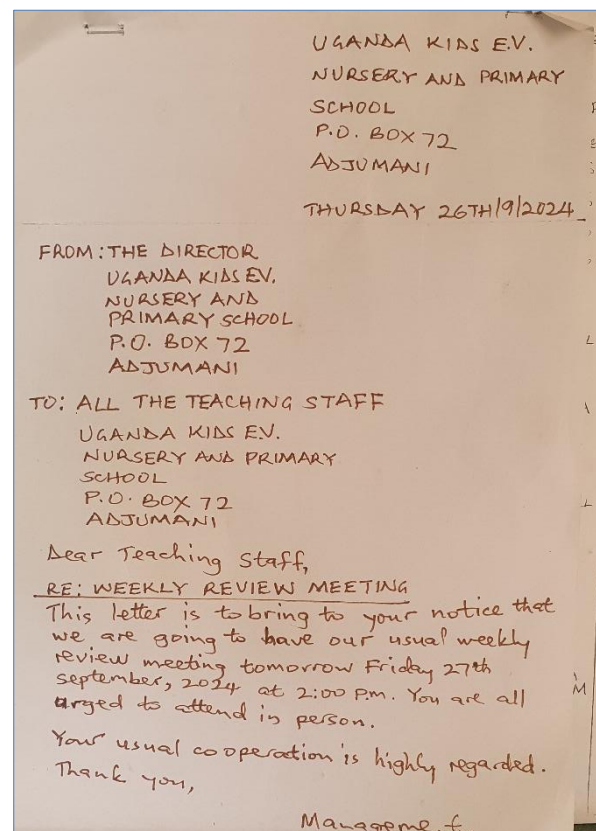 UGANDA KIDS E.V.
NURSERY AND PRIMARY
SCHOOL
P.O. BOX 72
ADJUMANI
THURSDAY 26TH/9/2024
FROM: THE DIRECTOR
UGANDA KIDS EV.
NURSERY AND
PRIMARY SCHOOL
P.O. BOX 72
ADJUMANI
TO: ALL THE TEACHING STAFF
UGANDA KIDS E.V.
NURSERY AND PRIMARY
SCHOOL
P.O. BOX 72
ADJUMANI
Dear Teaching Staff,
RE: WEEKLY REVIEW MEETING
This letter is to bring to your notice that
we are going to have our usual weekly
review meeting tomorrow Friday 27th
september, 2024 at 2:00 P.m. You are all
urged to attend in person.
Your usual cooperation is highly regarded.
Thank you,